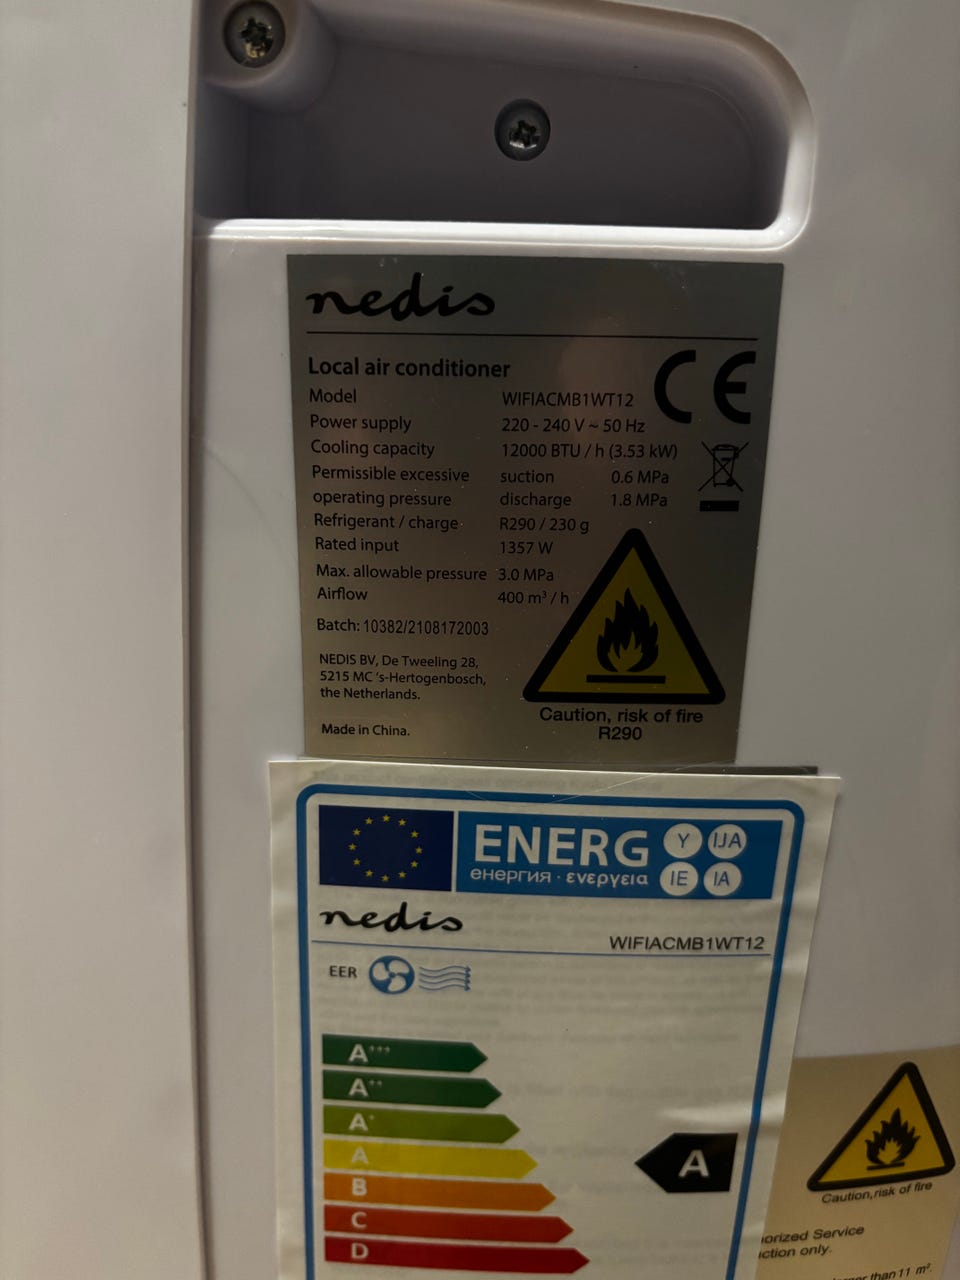 nedis
Local air conditioner
CE
Model WIFIACMB1WT12
Power supply 220 - 240 V ~ 50 Hz
Cooling capacity 12000 BTU / h (3.53 kW)
Permissible excessive suction 0.6 MPa
operating pressure discharge 1.8 MPa
Refrigerant / charge R290 / 230 g
Rated input 1357 W
Max. allowable pressure 3.0 MPa
Airflow 400 m³ / h
Batch: 10382/2108172003
NEDIS BV, De Tweeling 28,
5215 MC 's-Hertogenbosch,
the Netherlands.
Made in China.
Caution, risk of fire
R290
ENERG Y IJA
енергия · ενεργεια IE IA
nedis
WIFIACMB1WT12
EER
A+++
A++
A+
A
B
C
D
A
Caution, risk of fire
Service
only.
than 11 m².